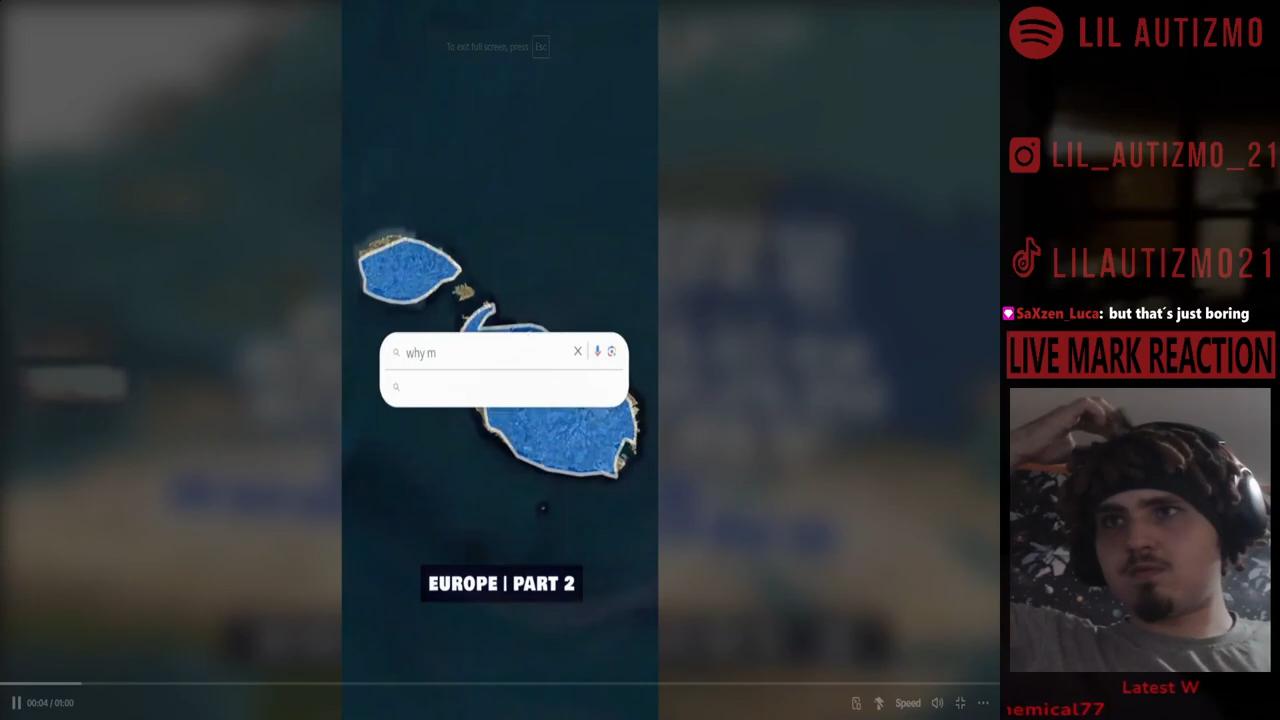 To exit full screen, press Esc
why m
EUROPE | PART 2
00:04 / 01:00
Speed
LIL AUTIZMO
LIL_AUTIZMO_21
LILAUTIZMO21
SaXzen_Luca: but that´s just boring
LIVE MARK REACTION
Latest W
hemical77